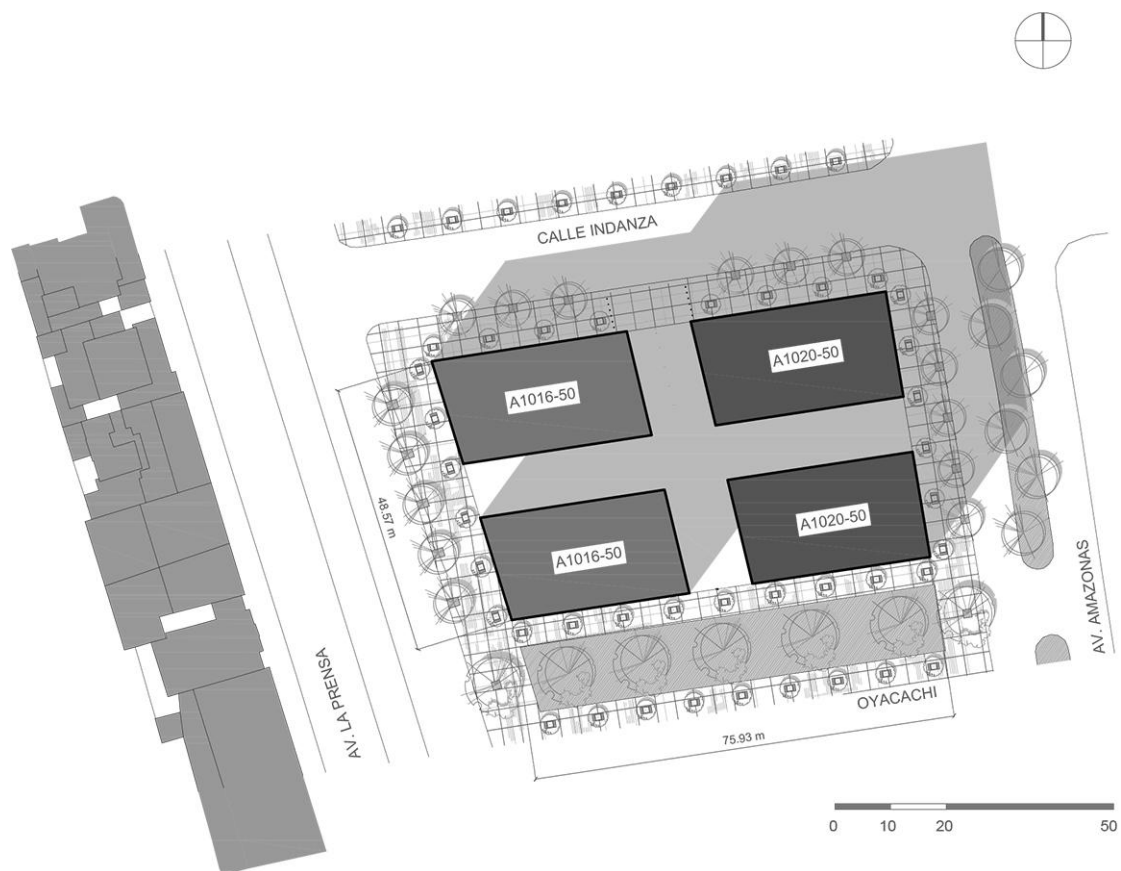 CALLE INDANZA
A1020-50
A1016-50
48.57 m
A1020-50
A1016-50
AV. LA PRENSA
AV. AMAZONAS
OYACACHI
75.93 m
0 10 20 50